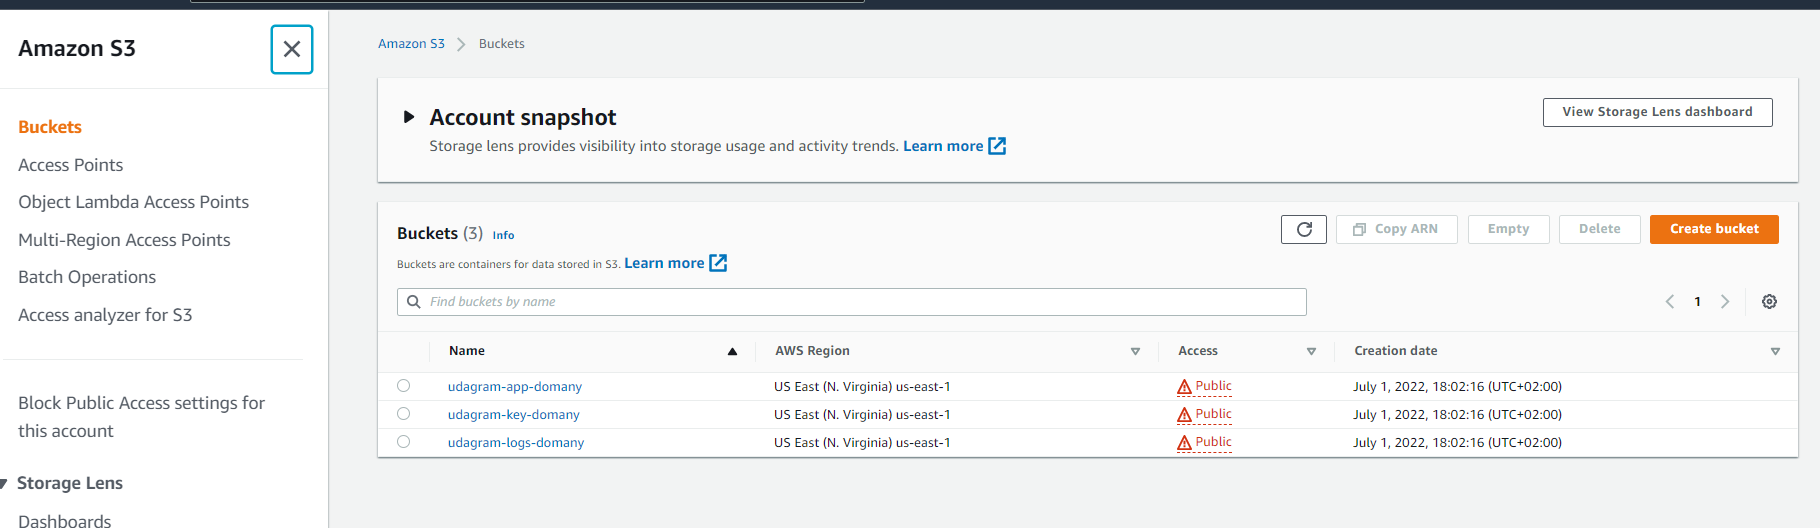 Amazon S3
Buckets
Access Points
Object Lambda Access Points
Multi-Region Access Points
Batch Operations
Access analyzer for S3
Block Public Access settings for
this account
Storage Lens
Dashboards
Amazon S3 Buckets
Account snapshot
View Storage Lens dashboard
Storage lens provides visibility into storage usage and activity trends. Learn more
Buckets (3) Info
Copy ARN Empty Delete Create bucket
Buckets are containers for data stored in S3. Learn more
Find buckets by name
1
Name AWS Region Access Creation date
udagram-app-domany US East (N. Virginia) us-east-1 Public July 1, 2022, 18:02:16 (UTC+02:00)
udagram-key-domany US East (N. Virginia) us-east-1 Public July 1, 2022, 18:02:16 (UTC+02:00)
udagram-logs-domany US East (N. Virginia) us-east-1 Public July 1, 2022, 18:02:16 (UTC+02:00)